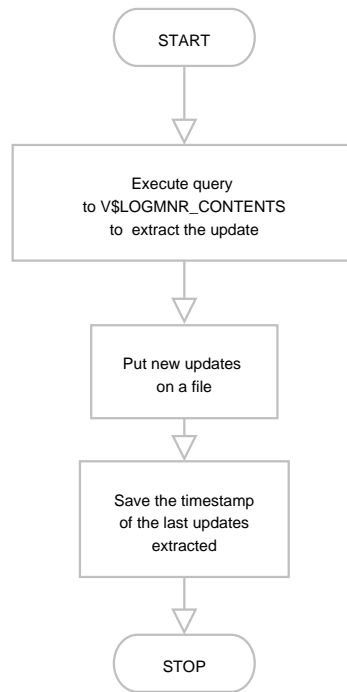 START
Execute query
to V$LOGMNR_CONTENTS
to extract the update
Put new updates
on a file
Save the timestamp
of the last updates
extracted
STOP